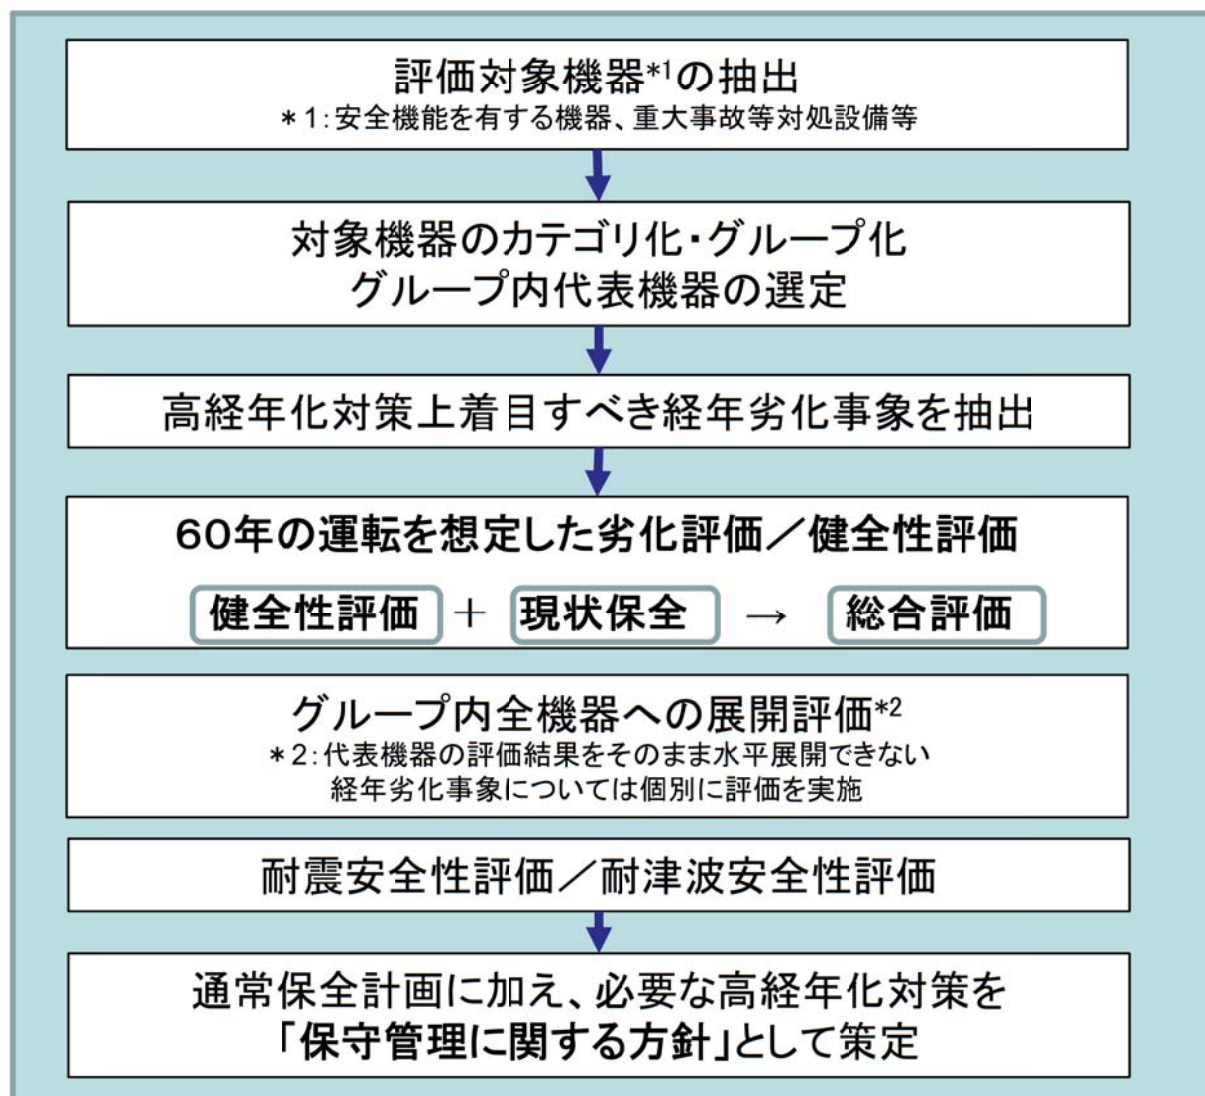 評価対象機器*1の抽出
*1:安全機能を有する機器、重大事故等対処設備等
対象機器のカテゴリ化・グループ化
グループ内代表機器の選定
高経年化対策上着目すべき経年劣化事象を抽出
60年の運転を想定した劣化評価／健全性評価
健全性評価 ＋ 現状保全 → 総合評価
グループ内全機器への展開評価*2
*2:代表機器の評価結果をそのまま水平展開できない
経年劣化事象については個別に評価を実施
耐震安全性評価／耐津波安全性評価
通常保全計画に加え、必要な高経年化対策を
「保守管理に関する方針」として策定